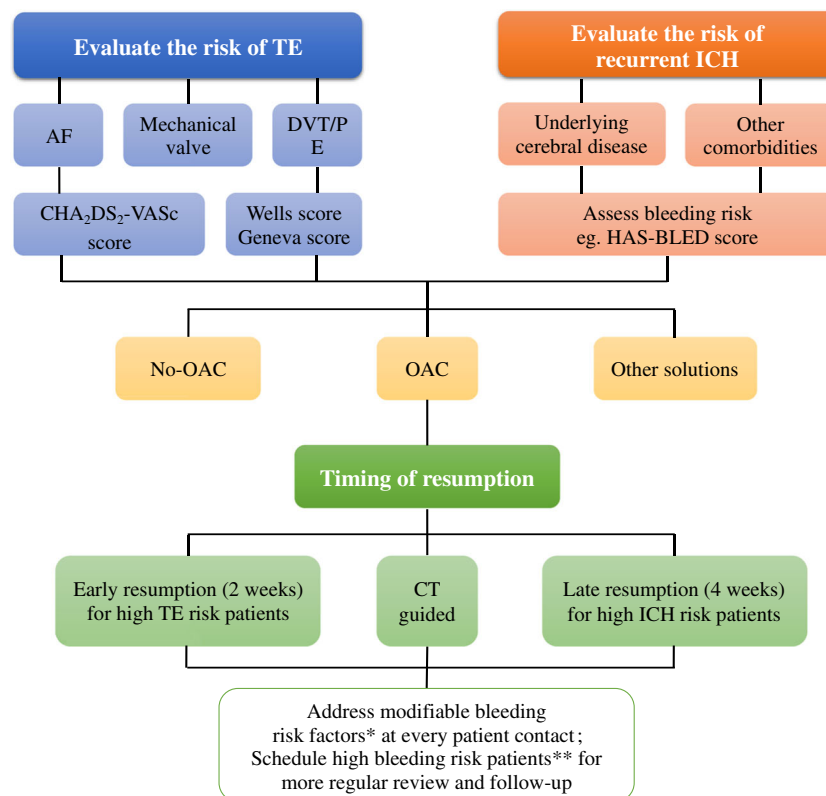 Evaluate the risk of TE
Evaluate the risk of
recurrent ICH
AF
Mechanical
valve
DVT/P
E
Underlying
cerebral disease
Other
comorbidities
CHA₂DS₂-VASc
score
Wells score
Geneva score
Assess bleeding risk
eg. HAS-BLED score
No-OAC
OAC
Other solutions
Timing of resumption
Early resumption (2 weeks)
for high TE risk patients
CT
guided
Late resumption (4 weeks)
for high ICH risk patients
Address modifiable bleeding
risk factors* at every patient contact;
Schedule high bleeding risk patients** for
more regular review and follow-up